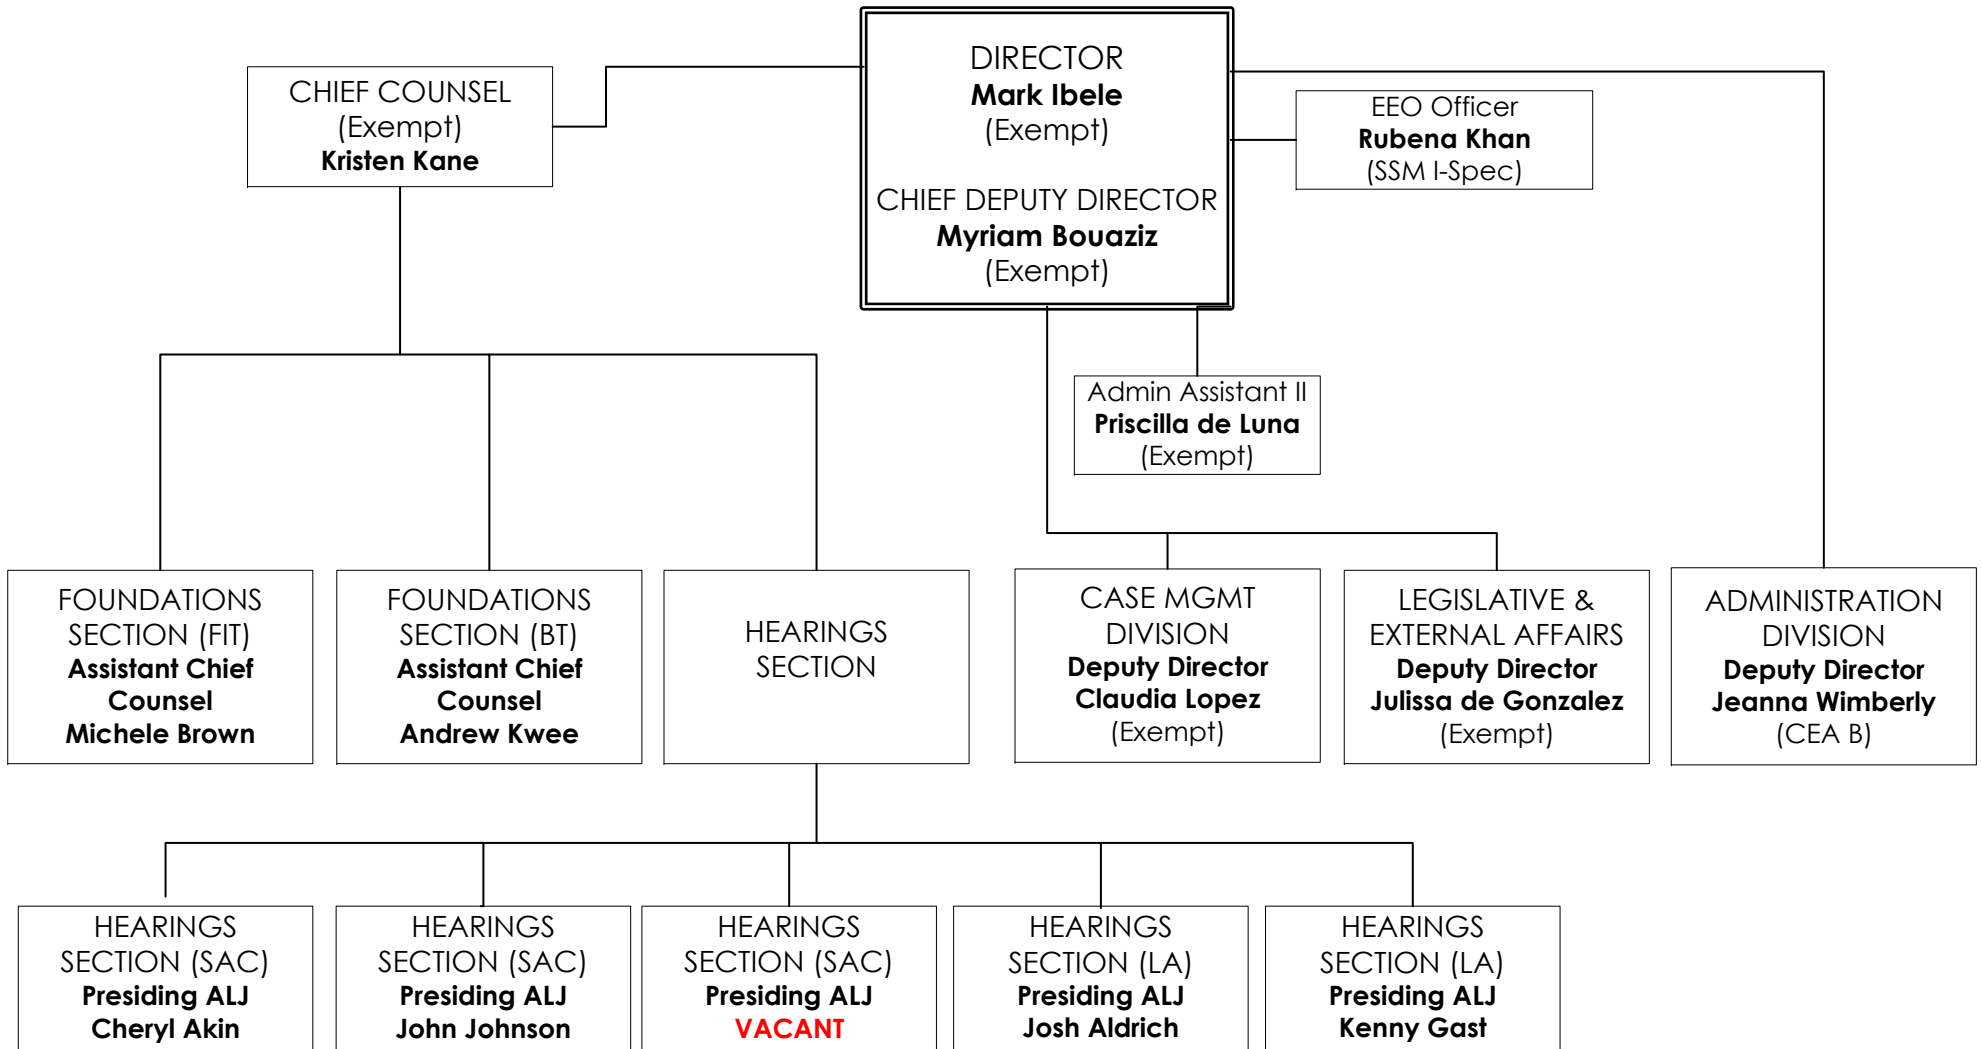 DIRECTOR
Mark Ibele
(Exempt)
CHIEF DEPUTY DIRECTOR
Myriam Bouaziz
(Exempt)
CHIEF COUNSEL
(Exempt)
Kristen Kane
EEO Officer
Rubena Khan
(SSM I-Spec)
Admin Assistant II
Priscilla de Luna
(Exempt)
FOUNDATIONS
SECTION (FIT)
Assistant Chief
Counsel
Michele Brown
FOUNDATIONS
SECTION (BT)
Assistant Chief
Counsel
Andrew Kwee
HEARINGS
SECTION
CASE MGMT
DIVISION
Deputy Director
Claudia Lopez
(Exempt)
LEGISLATIVE &
EXTERNAL AFFAIRS
Deputy Director
Julissa de Gonzalez
(Exempt)
ADMINISTRATION
DIVISION
Deputy Director
Jeanna Wimberly
(CEA B)
HEARINGS
SECTION (SAC)
Presiding ALJ
Cheryl Akin
HEARINGS
SECTION (SAC)
Presiding ALJ
John Johnson
HEARINGS
SECTION (SAC)
Presiding ALJ
VACANT
HEARINGS
SECTION (LA)
Presiding ALJ
Josh Aldrich
HEARINGS
SECTION (LA)
Presiding ALJ
Kenny Gast